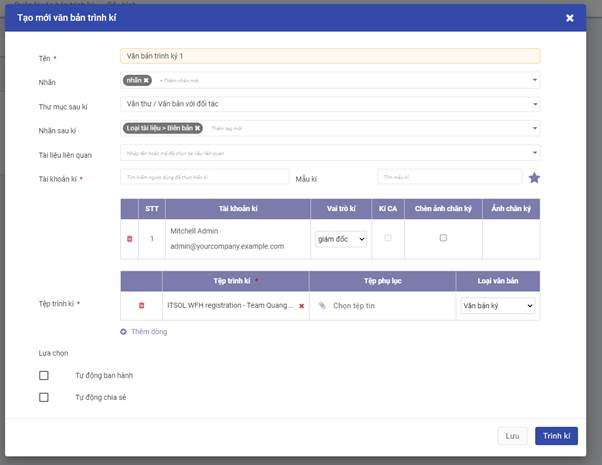 Tạo mới văn bản trình kí
Tên *
Văn bản trình ký 1
Nhãn
nhãn ×
+ Thêm nhãn mới
Thư mục sau kí
Văn thư / Văn bản với đối tác
Nhãn sau kí
Loại tài liệu > Biên bản ×
Thêm tag mới
Tài liệu liên quan
Nhập tên hoặc mã để chọn tài liệu liên quan
Tài khoản kí *
Tìm kiếm người dùng để thực hiện kí
Mẫu kí
Tìm mẫu kí
STT
Tài khoản kí
Vai trò kí
Kí CA
Chèn ảnh chân ký
Ảnh chân ký
1
Mitchell Admin
admin@yourcompany.example.com
giám đốc
Tệp trình kí *
Tệp trình kí *
Tệp phụ lục
Loại văn bản
ITSOL WFH registration - Team Quang ...
Chọn tệp tin
Văn bản ký
Thêm dòng
Lựa chọn
Tự động ban hành
Tự động chia sẻ
Lưu
Trình kí